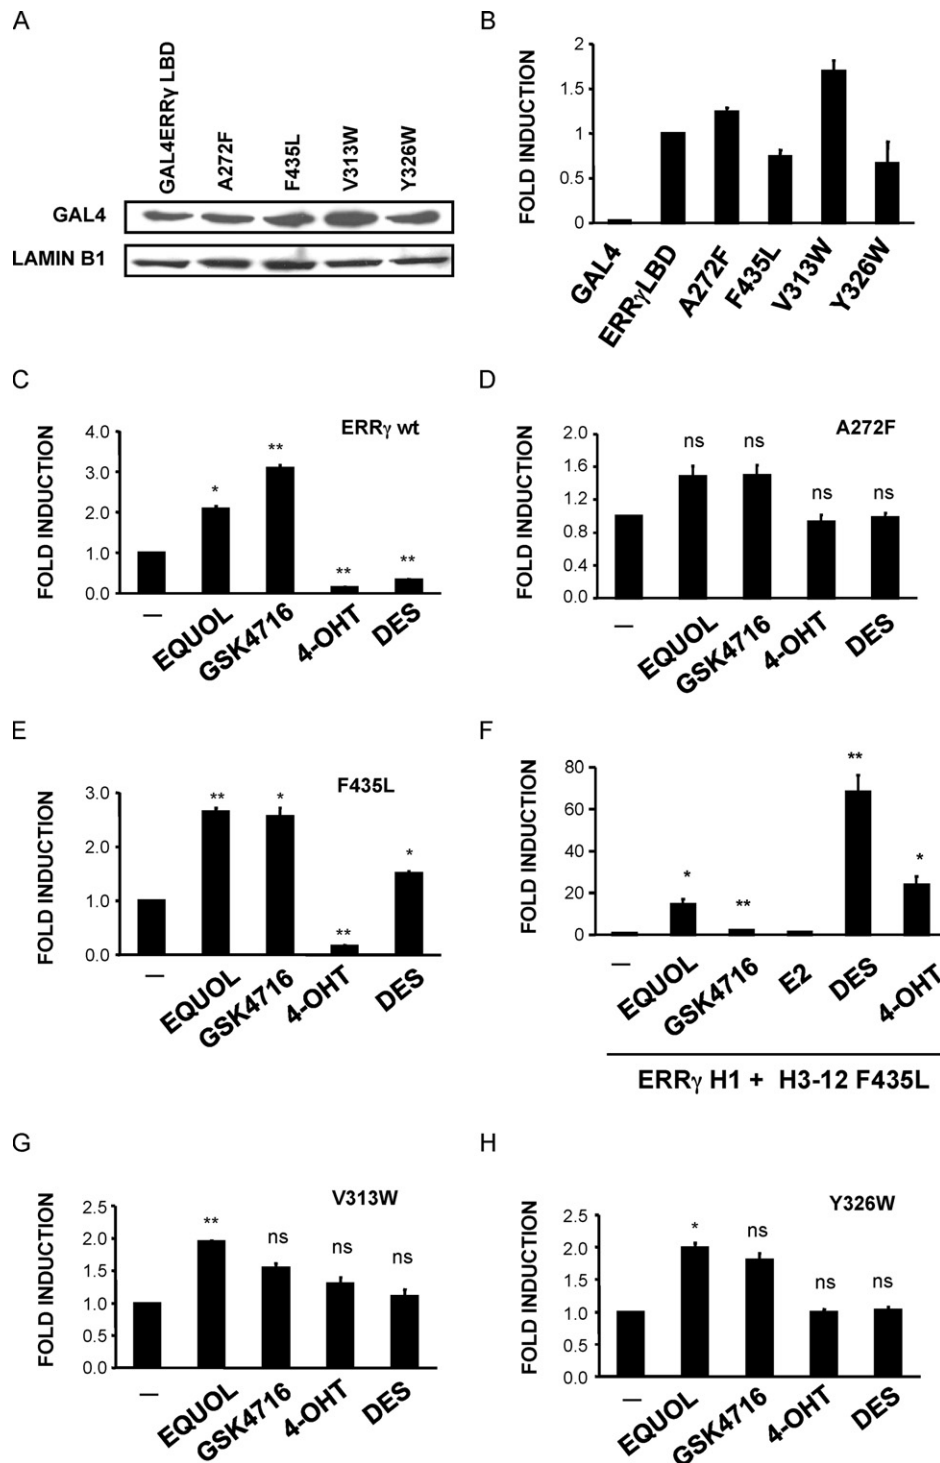 A
GAL4ERRγ LBD
A272F
F435L
V313W
Y326W
GAL4
LAMIN B1
B
FOLD INDUCTION
2
1.5
1
0.5
0
GAL4
ERRγLBD
A272F
F435L
V313W
Y326W
C
FOLD INDUCTION
ERRγ wt
4.0
3.0
2.0
1.0
0.0
*
**
**
**
—
EQUOL
GSK4716
4-OHT
DES
D
FOLD INDUCTION
A272F
2.0
1.6
1.2
0.8
0.4
0.0
ns
ns
ns
ns
—
EQUOL
GSK4716
4-OHT
DES
E
FOLD INDUCTION
F435L
3.0
2.0
1.0
0.0
**
*
**
*
—
EQUOL
GSK4716
4-OHT
DES
F
FOLD INDUCTION
80
60
40
20
0
*
**
**
*
—
EQUOL
GSK4716
E2
DES
4-OHT
ERRγ H1 + H3-12 F435L
G
FOLD INDUCTION
V313W
2.5
2.0
1.5
1.0
0.5
0.0
**
ns
ns
ns
—
EQUOL
GSK4716
4-OHT
DES
H
FOLD INDUCTION
Y326W
2.5
2.0
1.5
1.0
0.5
0
*
ns
ns
ns
—
EQUOL
GSK4716
4-OHT
DES